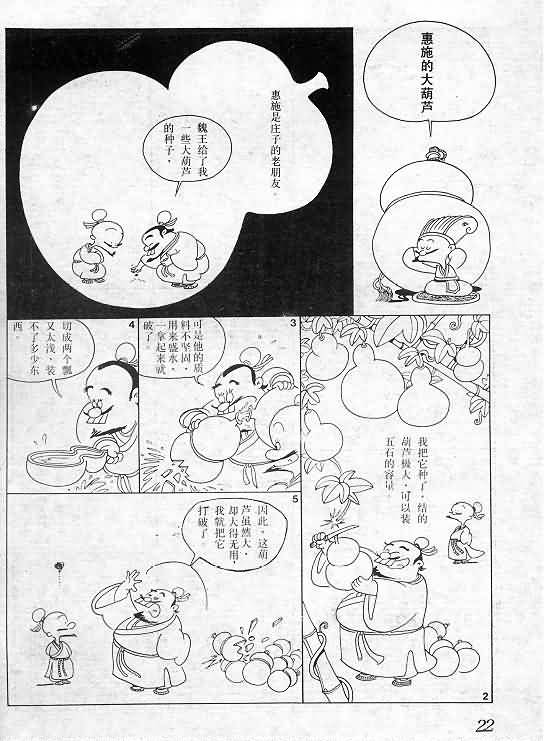 惠施的大葫芦
惠施是庄子的老朋友.
魏王给了我
一些大葫芦
的种子.
我把它种了.结的
葫芦极大.可以装
五石的容量
2
3
可是他的质
料不坚固.
用来盛水.
一拿起来就
破了.
4
切成两个瓢
又太浅.装
不了多少东
西
5
因此.这葫
芦虽然大.
却大得无用.
我就把它
打破了.
22